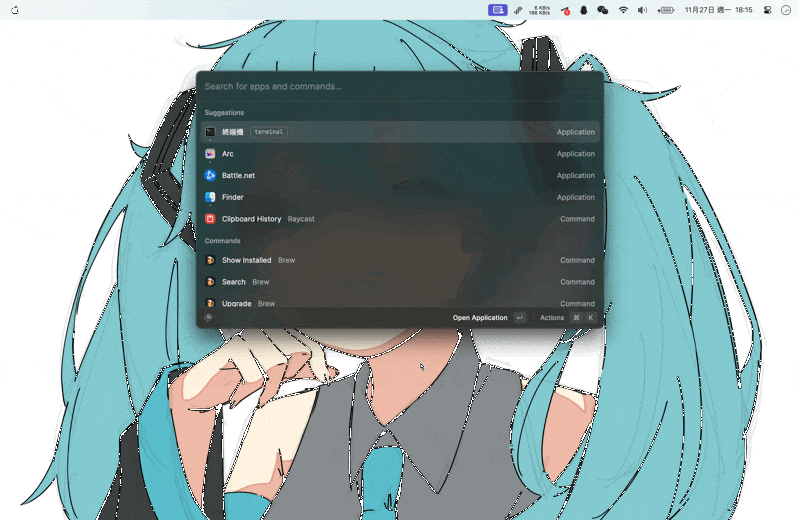 6 KB/s
188 KB/s
11月27日 週一 18:15
Search for apps and commands...
Suggestions
終端機 terminal Application
Arc Application
Battle.net Application
Finder Application
Clipboard History Raycast Command
Commands
Show Installed Brew Command
Search Brew Command
Upgrade Brew Command
Open Application ↵ Actions ⌘ K